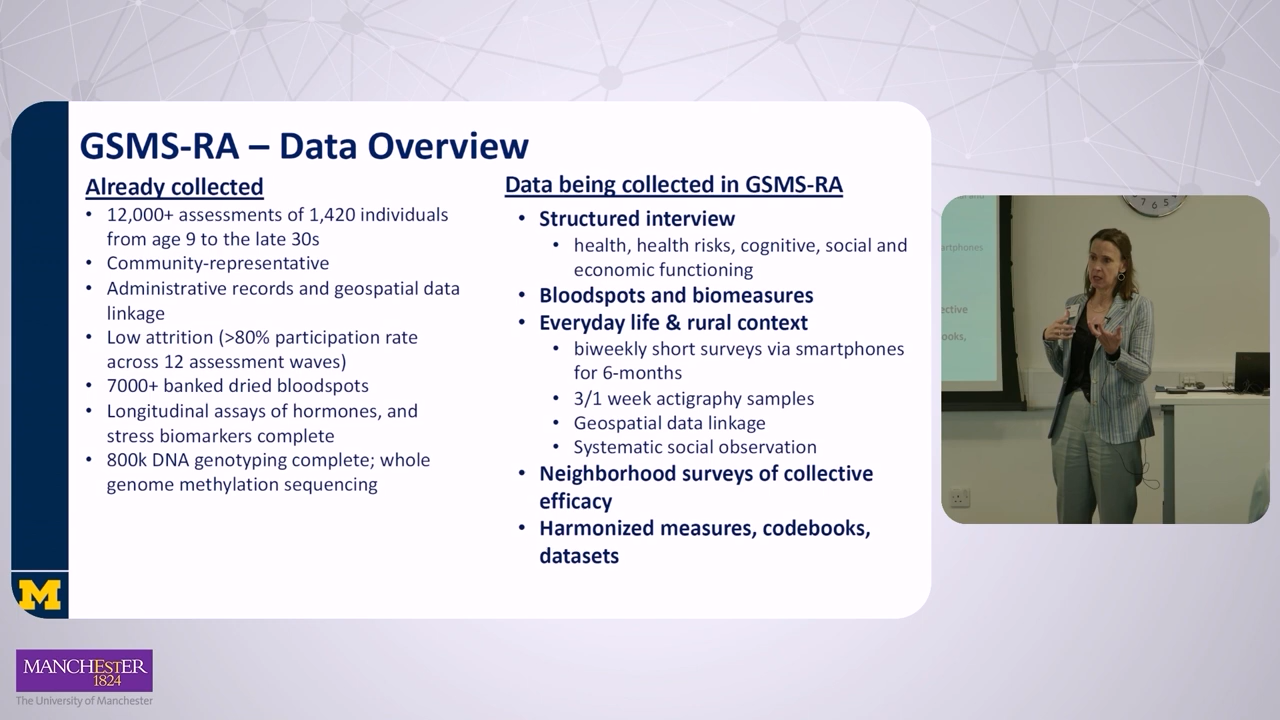 GSMS-RA – Data Overview
Already collected
• 12,000+ assessments of 1,420 individuals
from age 9 to the late 30s
• Community-representative
• Administrative records and geospatial data
linkage
• Low attrition (>80% participation rate
across 12 assessment waves)
• 7000+ banked dried bloodspots
• Longitudinal assays of hormones, and
stress biomarkers complete
• 800k DNA genotyping complete; whole
genome methylation sequencing
Data being collected in GSMS-RA
• Structured interview
• health, health risks, cognitive, social and
economic functioning
• Bloodspots and biomeasures
• Everyday life & rural context
• biweekly short surveys via smartphones
for 6-months
• 3/1 week actigraphy samples
• Geospatial data linkage
• Systematic social observation
• Neighborhood surveys of collective
efficacy
• Harmonized measures, codebooks,
datasets
M
MANCHESTER
1824
The University of Manchester
artphones
ective
ooks,
7 6 5